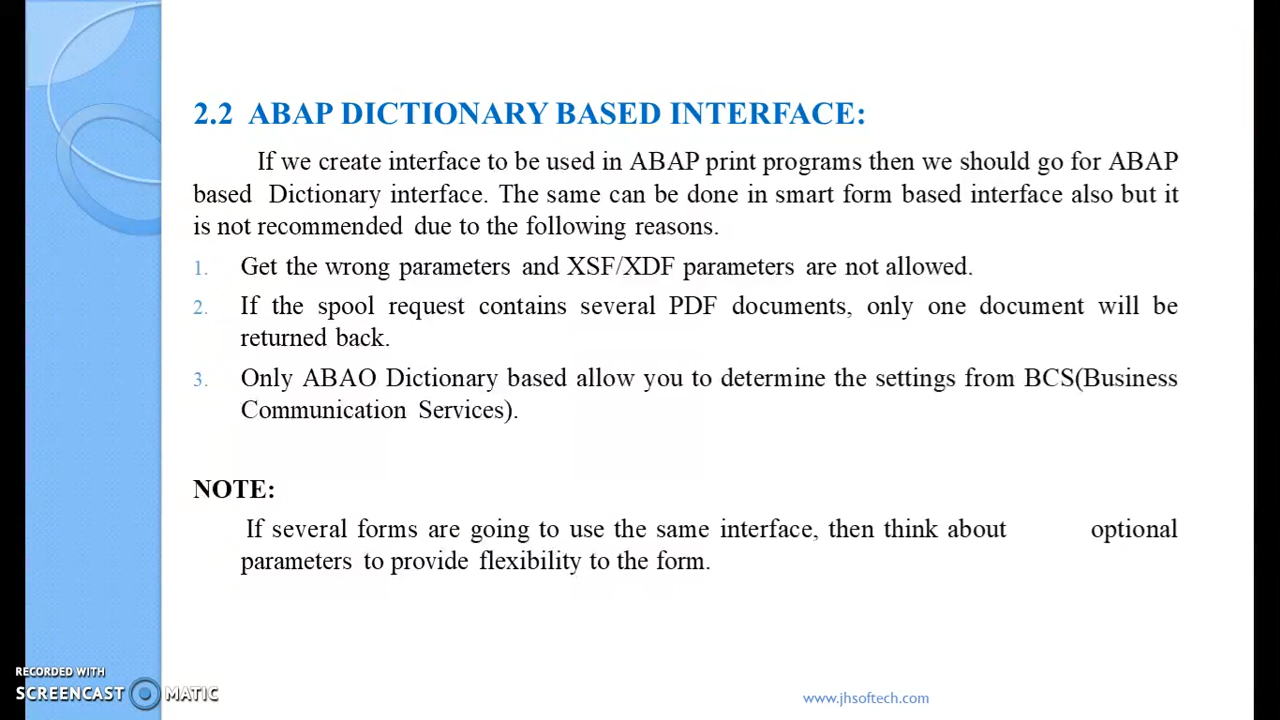 2.2 ABAP DICTIONARY BASED INTERFACE:
If we create interface to be used in ABAP print programs then we should go for ABAP
based Dictionary interface. The same can be done in smart form based interface also but it
is not recommended due to the following reasons.
1. Get the wrong parameters and XSF/XDF parameters are not allowed.
2. If the spool request contains several PDF documents, only one document will be
returned back.
3. Only ABAO Dictionary based allow you to determine the settings from BCS(Business
Communication Services).
NOTE:
If several forms are going to use the same interface, then think about optional
parameters to provide flexibility to the form.
RECORDED WITH
SCREENCAST MATIC
www.jhsoftech.com